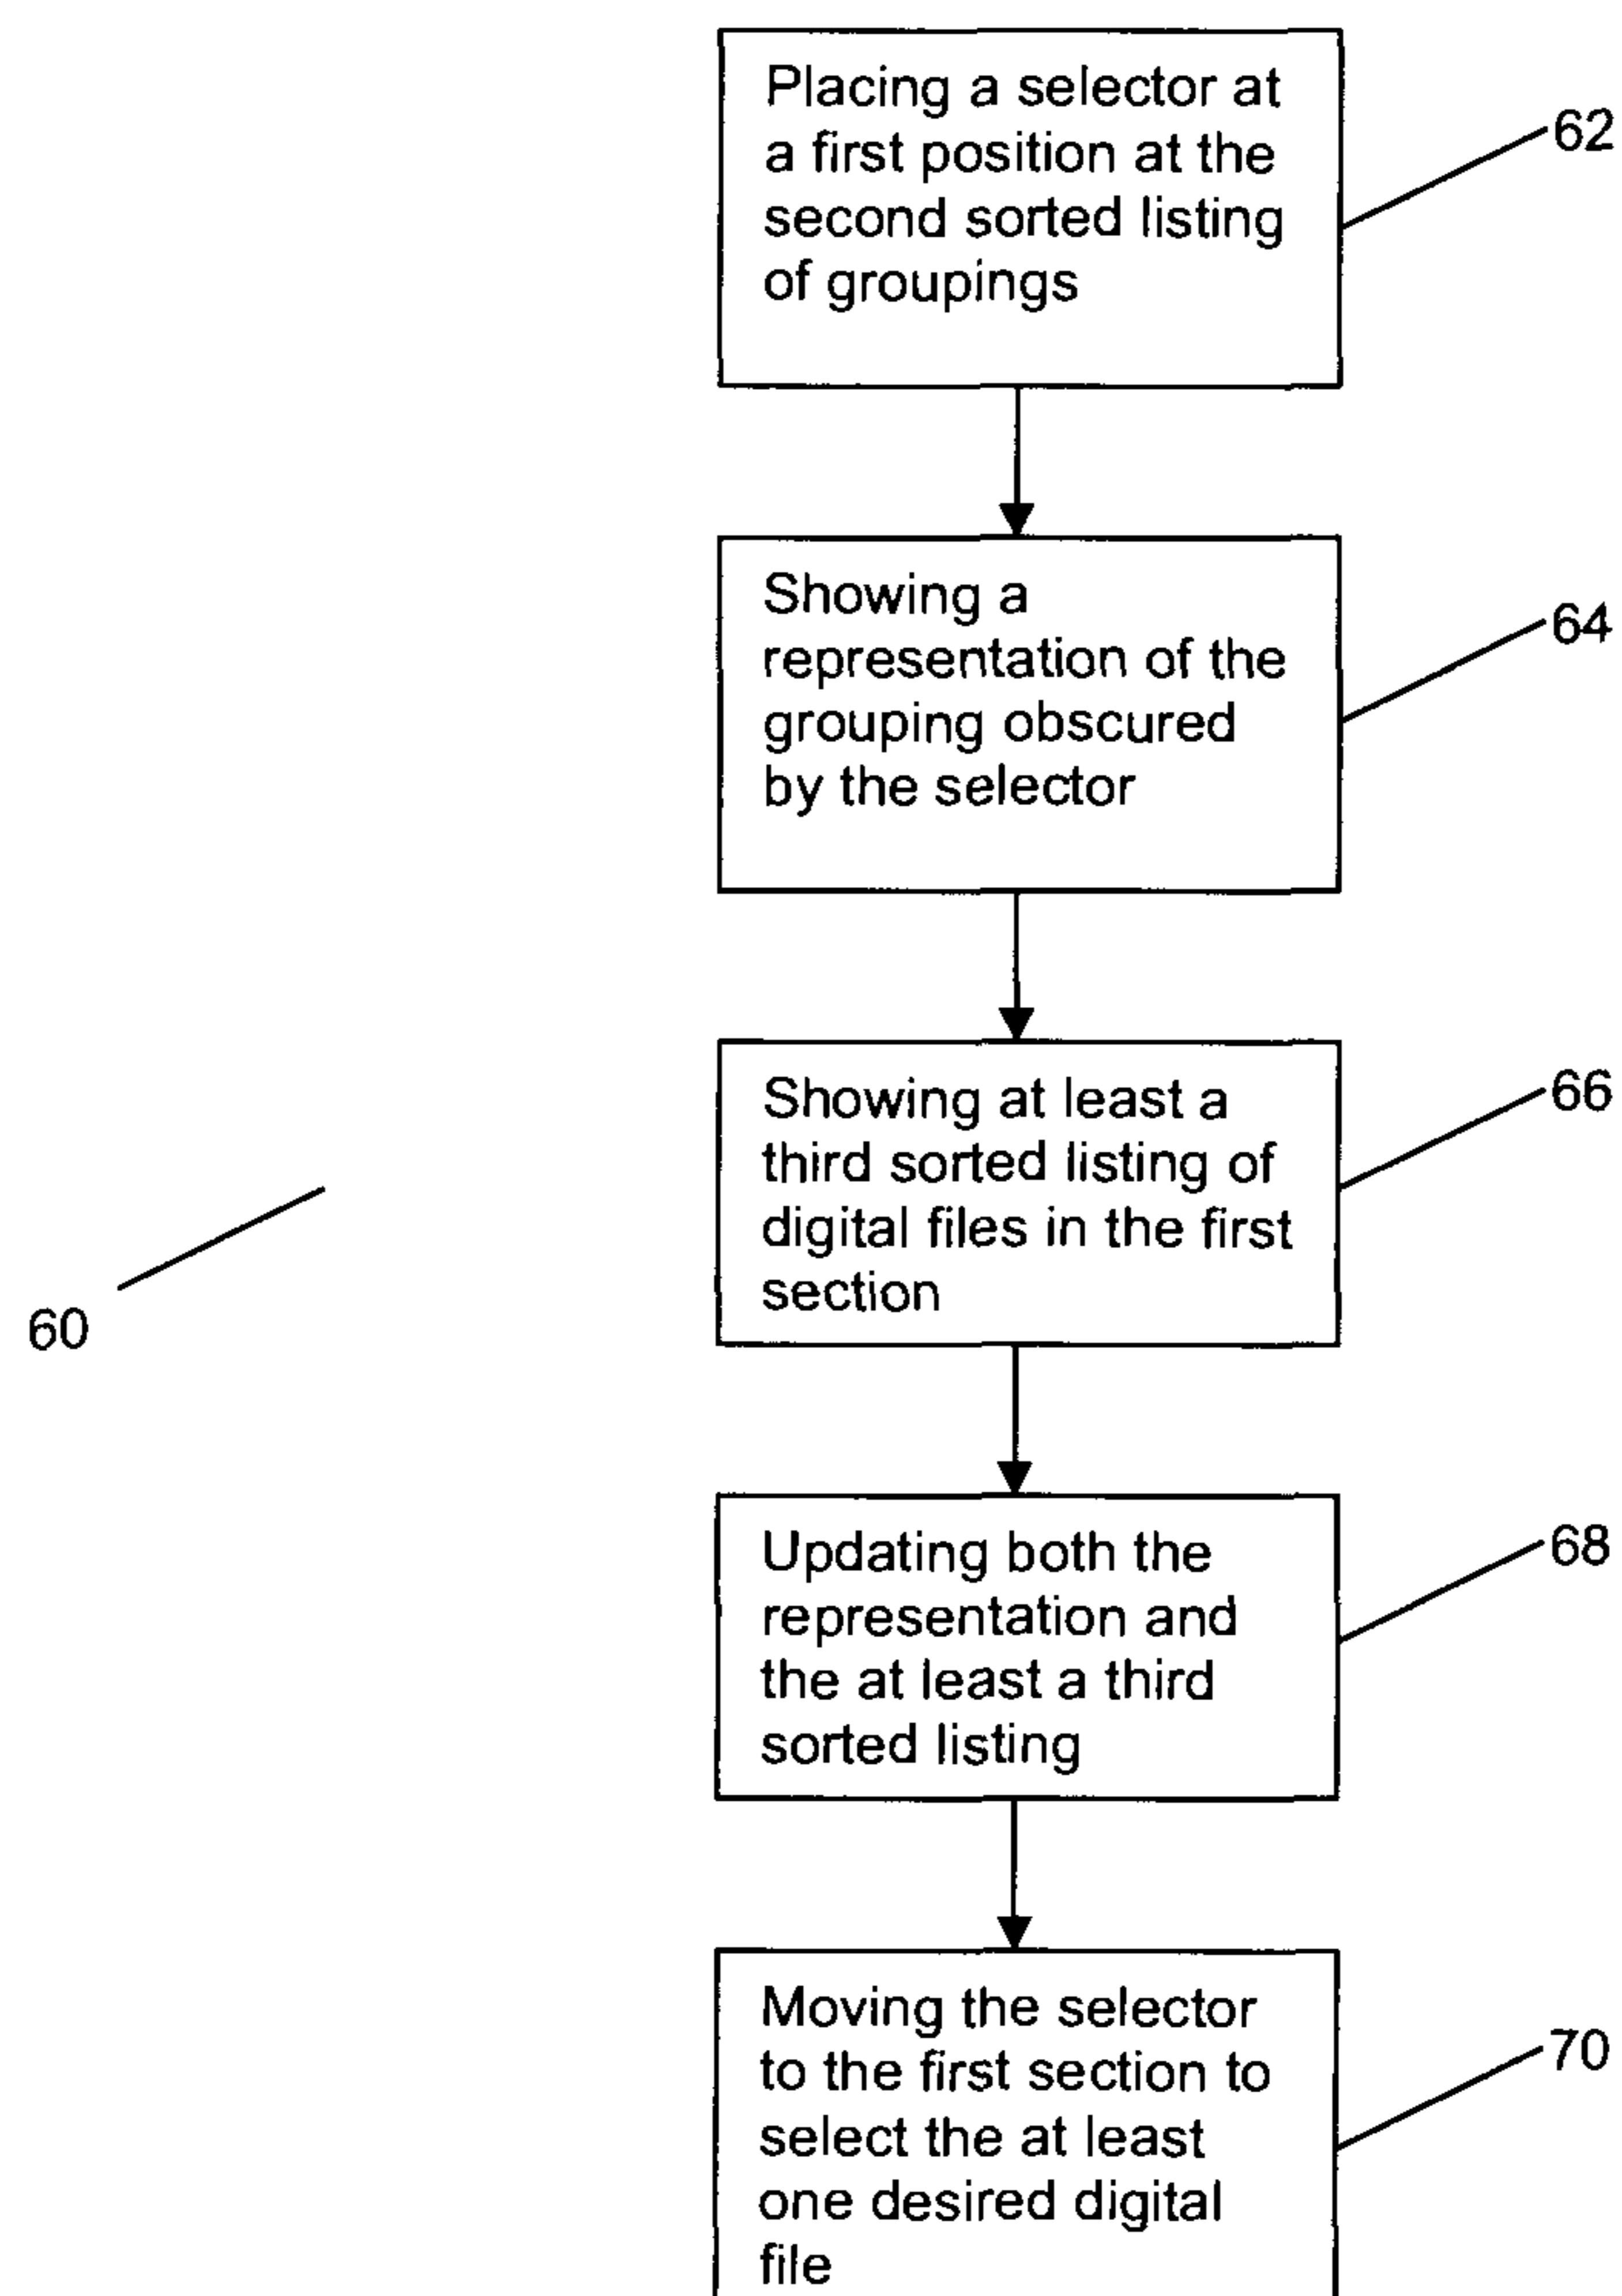 Placing a selector at
a first position at the
second sorted listing
of groupings
62
Showing a
representation of the
grouping obscured
by the selector
64
Showing at least a
third sorted listing of
digital files in the first
section
66
60
Updating both the
representation and
the at least a third
sorted listing
68
Moving the selector
to the first section to
select the at least
one desired digital
file
70